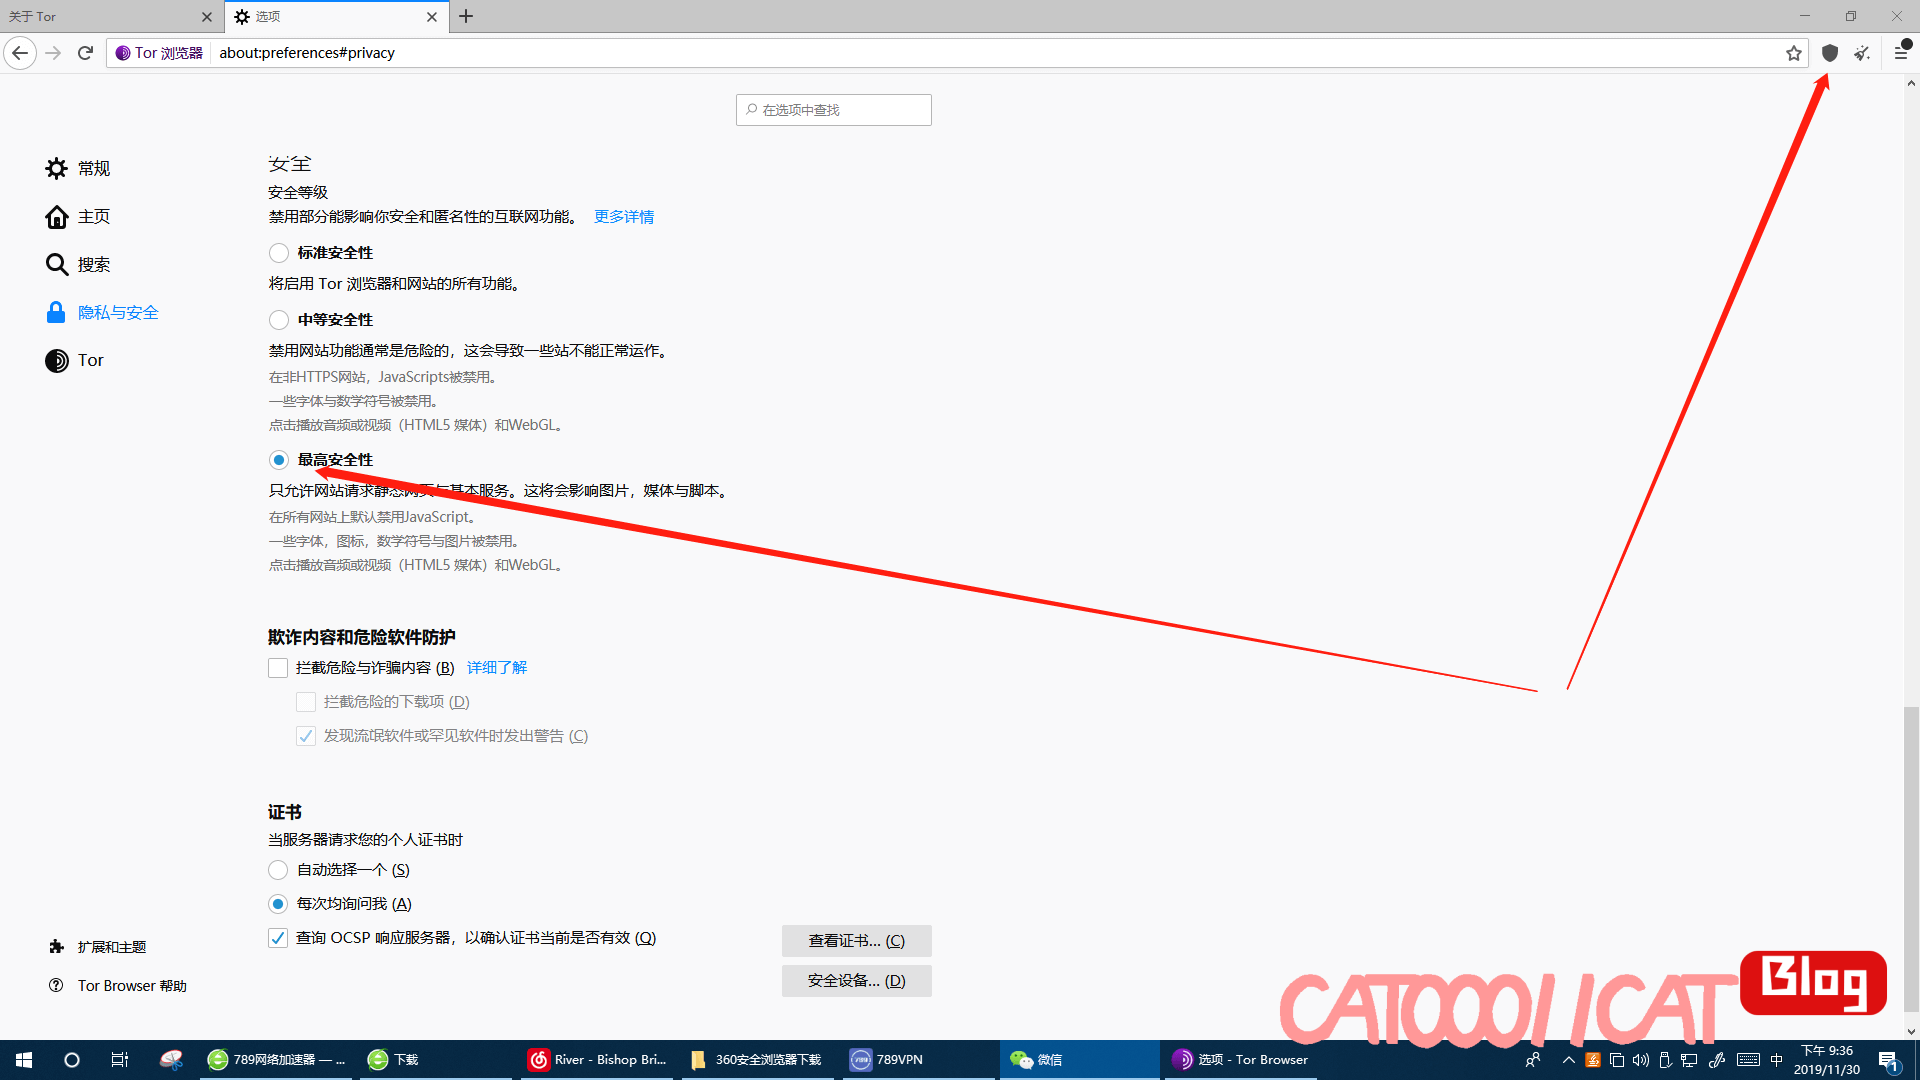 关于 Tor
选项
Tor 浏览器
about:preferences#privacy
在选项中查找
常规
主页
搜索
隐私与安全
Tor
安全
安全等级
禁用部分能影响你安全和匿名性的互联网功能。 更多详情
标准安全性
将启用 Tor 浏览器和网站的所有功能。
中等安全性
禁用网站功能通常是危险的，这会导致一些站不能正常运作。
在非HTTPS网站，JavaScripts被禁用。
一些字体与数学符号被禁用。
点击播放音频或视频（HTML5 媒体）和WebGL。
最高安全性
只允许网站请求静态网页与基本服务。这将会影响图片，媒体与脚本。
在所有网站上默认禁用JavaScript。
一些字体，图标，数学符号与图片被禁用。
点击播放音频或视频（HTML5 媒体）和WebGL。
欺诈内容和危险软件防护
拦截危险与诈骗内容 (B) 详细了解
拦截危险的下载项 (D)
发现流氓软件或罕见软件时发出警告 (C)
证书
当服务器请求您的个人证书时
自动选择一个 (S)
每次均询问我 (A)
查询 OCSP 响应服务器，以确认证书当前是否有效 (Q)
查看证书... (C)
安全设备... (D)
扩展和主题
Tor Browser 帮助
CATOOO///CAT Blog
789网络加速器 — ...
下载
River - Bishop Bri...
360安全浏览器下载
789VPN
微信
选项 - Tor Browser
中
下午 9:36
2019/11/30
1